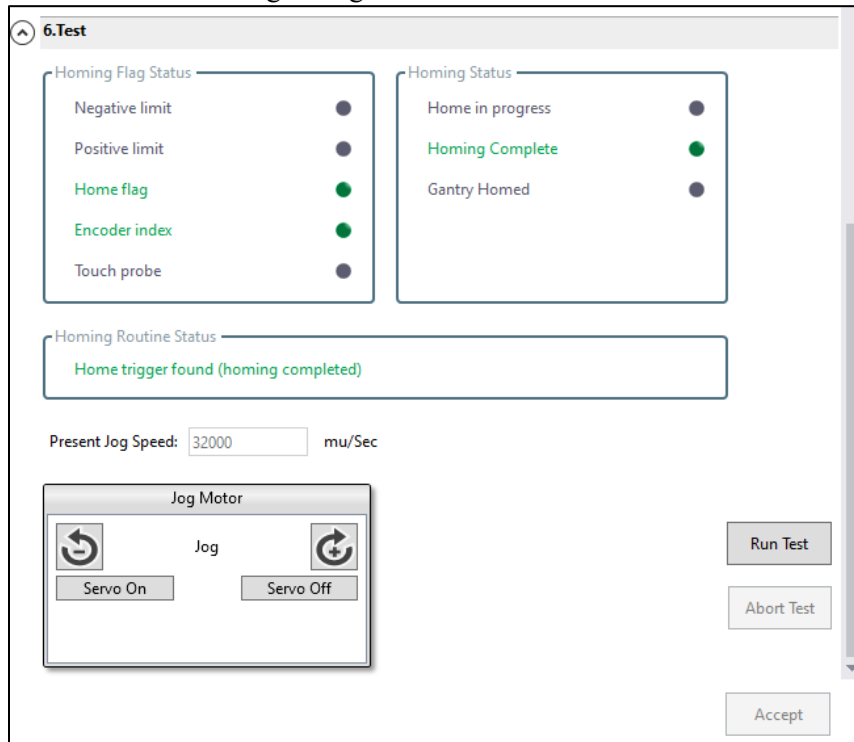 6.Test
Homing Flag Status
Negative limit
Positive limit
Home flag
Encoder index
Touch probe
Homing Status
Home in progress
Homing Complete
Gantry Homed
Homing Routine Status
Home trigger found (homing completed)
Present Jog Speed: 32000 mu/Sec
Jog Motor
Jog
Servo On Servo Off
Run Test
Abort Test
Accept